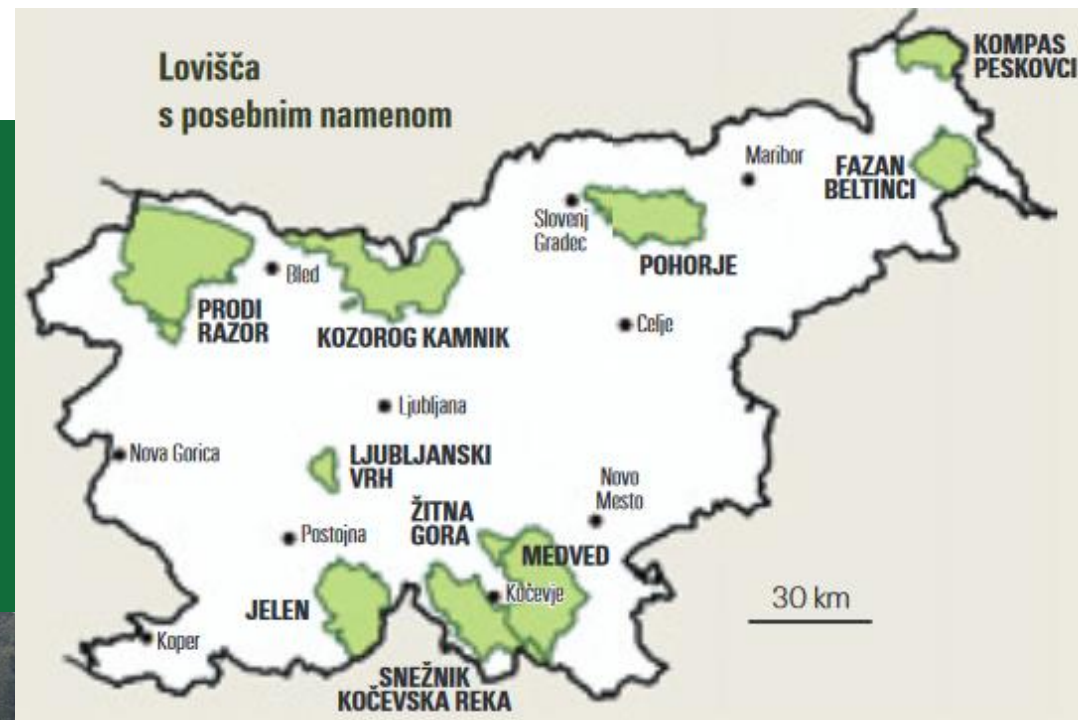 Lovišča
s posebnim namenom
KOMPAS
PESKOVCI
Maribor
FAZAN
BELTINCI
Slovenj
Gradec
POHORJE
Bled
PRODI
RAZOR
KOZOROG KAMNIK
Celje
Ljubljana
Nova Gorica
LJUBLJANSKI
VRH
Novo
Mesto
ŽITNA
GORA
Postojna
MEDVED
Kočevje
30 km
JELEN
Koper
SNEŽNIK
KOČEVSKA REKA